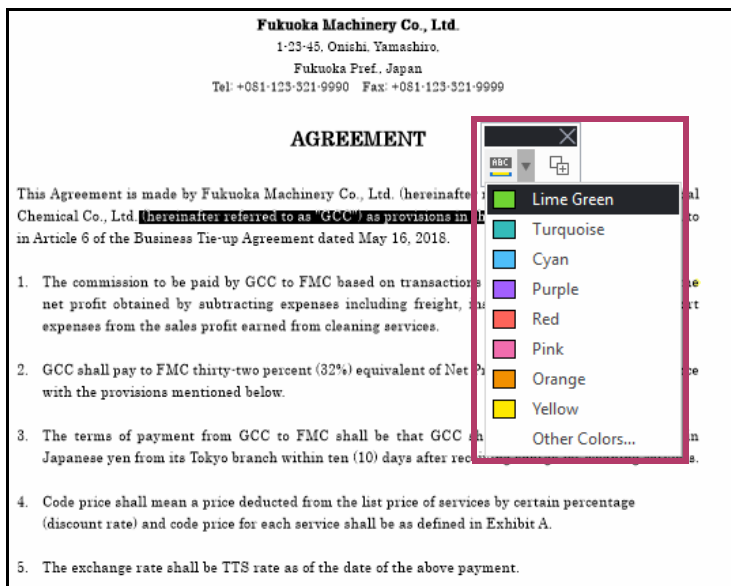 Fukuoka Machinery Co., Ltd.
1-23-45, Onishi, Yamashiro,
Fukuoka Pref., Japan
Tel: +081-123-321-9990 Fax: +081-123-321-9999
AGREEMENT
This Agreement is made by Fukuoka Machinery Co., Ltd. (hereinafter
al
Chemical Co., Ltd. (hereinafter referred to as "GCC") as provisions in
to
in Article 6 of the Business Tie-up Agreement dated May 16, 2018.
1. The commission to be paid by GCC to FMC based on transactions
net profit obtained by subtracting expenses including freight,
rt
expenses from the sales profit earned from cleaning services.
2. GCC shall pay to FMC thirty-two percent (32%) equivalent of Net
ce
with the provisions mentioned below.
3. The terms of payment from GCC to FMC shall be that GCC
in
Japanese yen from its Tokyo branch within ten (10) days after
4. Code price shall mean a price deducted from the list price of services by certain percentage
(discount rate) and code price for each service shall be as defined in Exhibit A.
5. The exchange rate shall be TTS rate as of the date of the above payment.
ABC
Lime Green
Turquoise
Cyan
Purple
Red
Pink
Orange
Yellow
Other Colors...